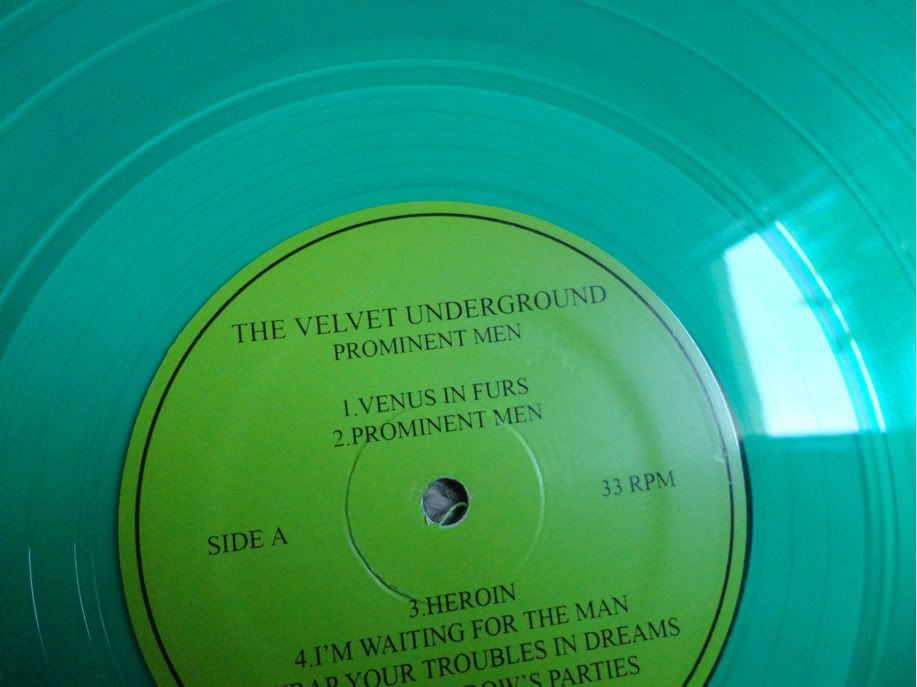 THE VELVET UNDERGROUND
PROMINENT MEN
1.VENUS IN FURS
2.PROMINENT MEN
SIDE A
33 RPM
3.HEROIN
4.I'M WAITING FOR THE MAN
YOUR TROUBLES IN DREAMS
PARTIES